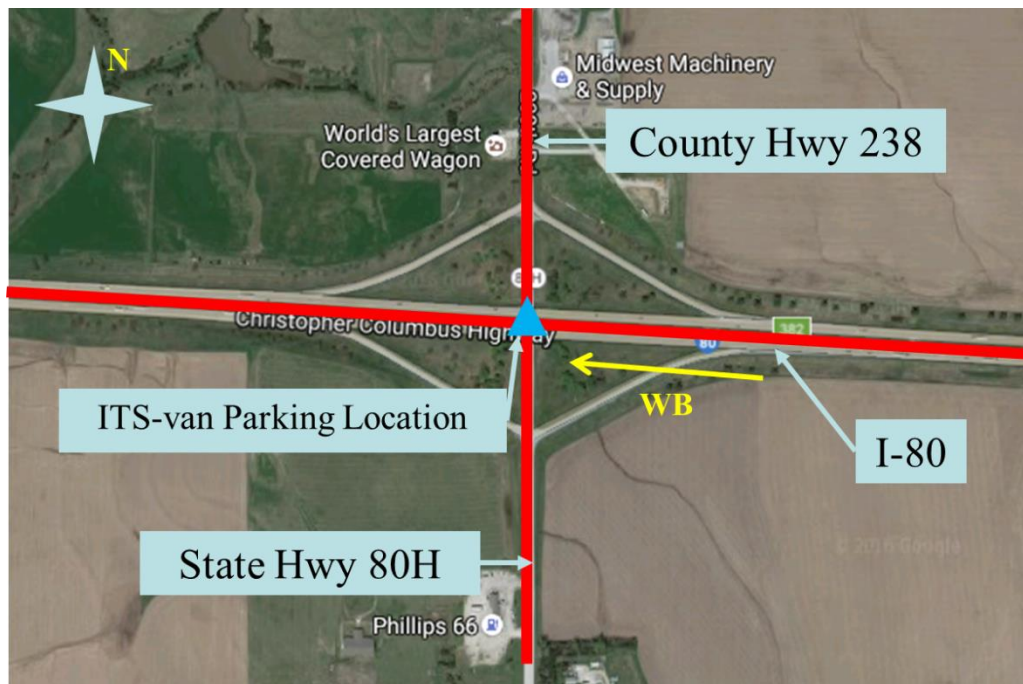 N
Midwest Machinery
& Supply
World's Largest
Covered Wagon
County Hwy 238
80H
Christopher Columbus Highway
382
80
WB
ITS-van Parking Location
I-80
State Hwy 80H
© 2016 Google
Phillips 66